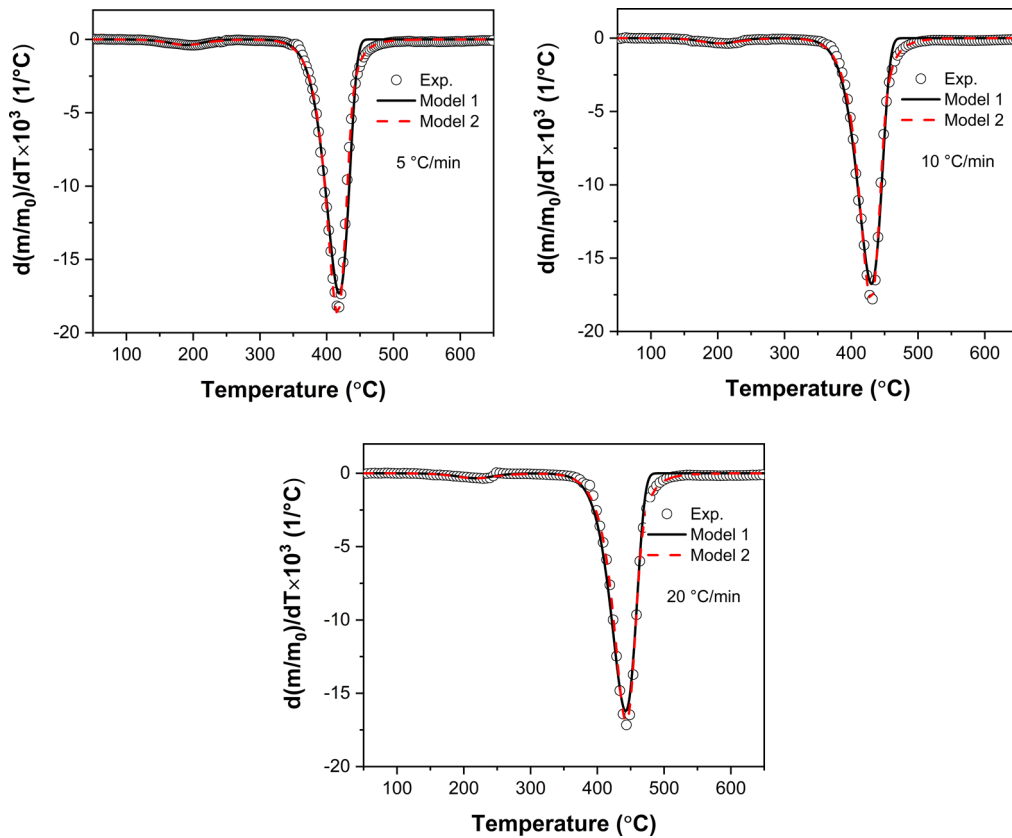 d(m/m₀)/dT×10³ (1/°C)
0
-5
-10
-15
-20
Exp.
Model 1
Model 2
5 °C/min
100 200 300 400 500 600
Temperature (°C)
d(m/m₀)/dT×10³ (1/°C)
0
-5
-10
-15
-20
Exp.
Model 1
Model 2
10 °C/min
100 200 300 400 500 600
Temperature (°C)
d(m/m₀)/dT×10³ (1/°C)
0
-5
-10
-15
-20
Exp.
Model 1
Model 2
20 °C/min
100 200 300 400 500 600
Temperature (°C)